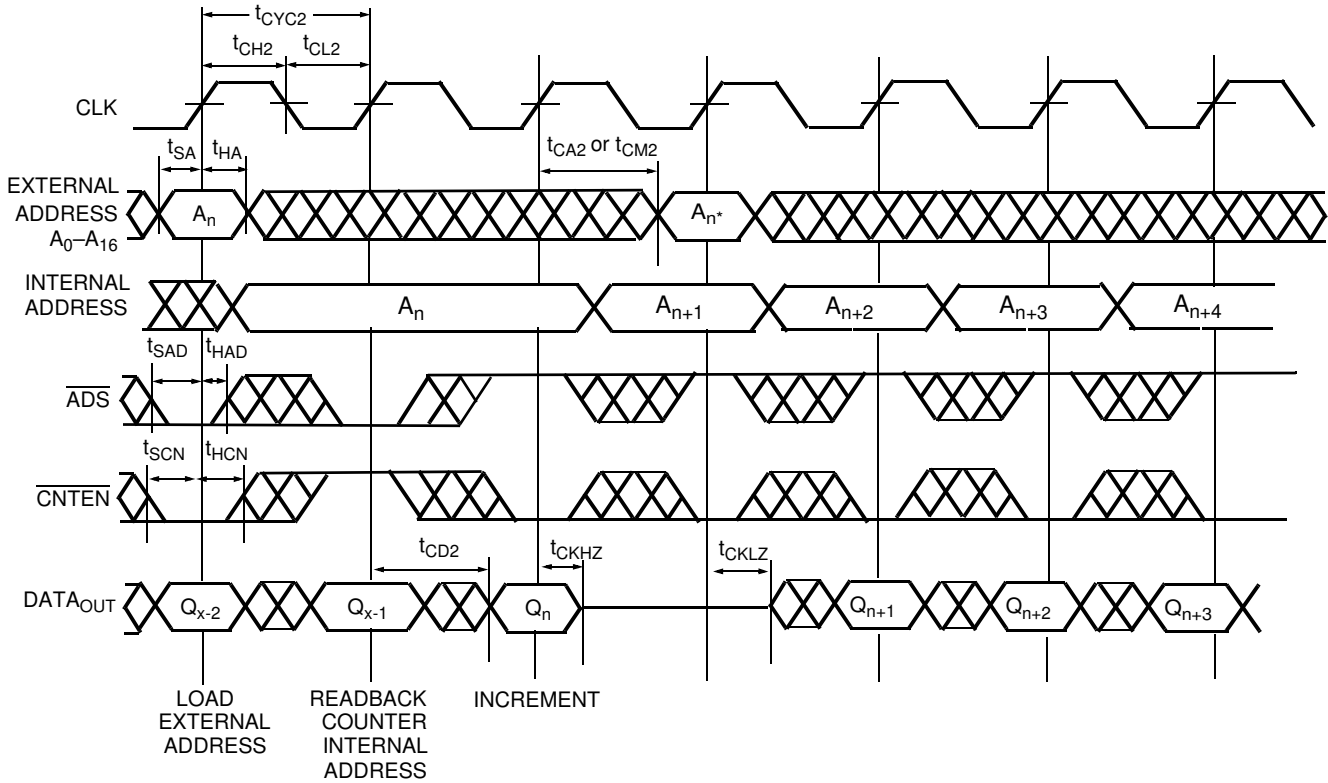 tCYC2
tCH2
tCL2
CLK
tSA
tHA
tCA2 or tCM2
EXTERNAL
ADDRESS
A0–A16
An
An*
INTERNAL
ADDRESS
An
An+1
An+2
An+3
An+4
tSAD
tHAD
ADS
tSCN
tHCN
CNTEN
tCD2
tCKHZ
tCKLZ
DATAOUT
Qx-2
Qx-1
Qn
Qn+1
Qn+2
Qn+3
LOAD
EXTERNAL
ADDRESS
READBACK
COUNTER
INTERNAL
ADDRESS
INCREMENT